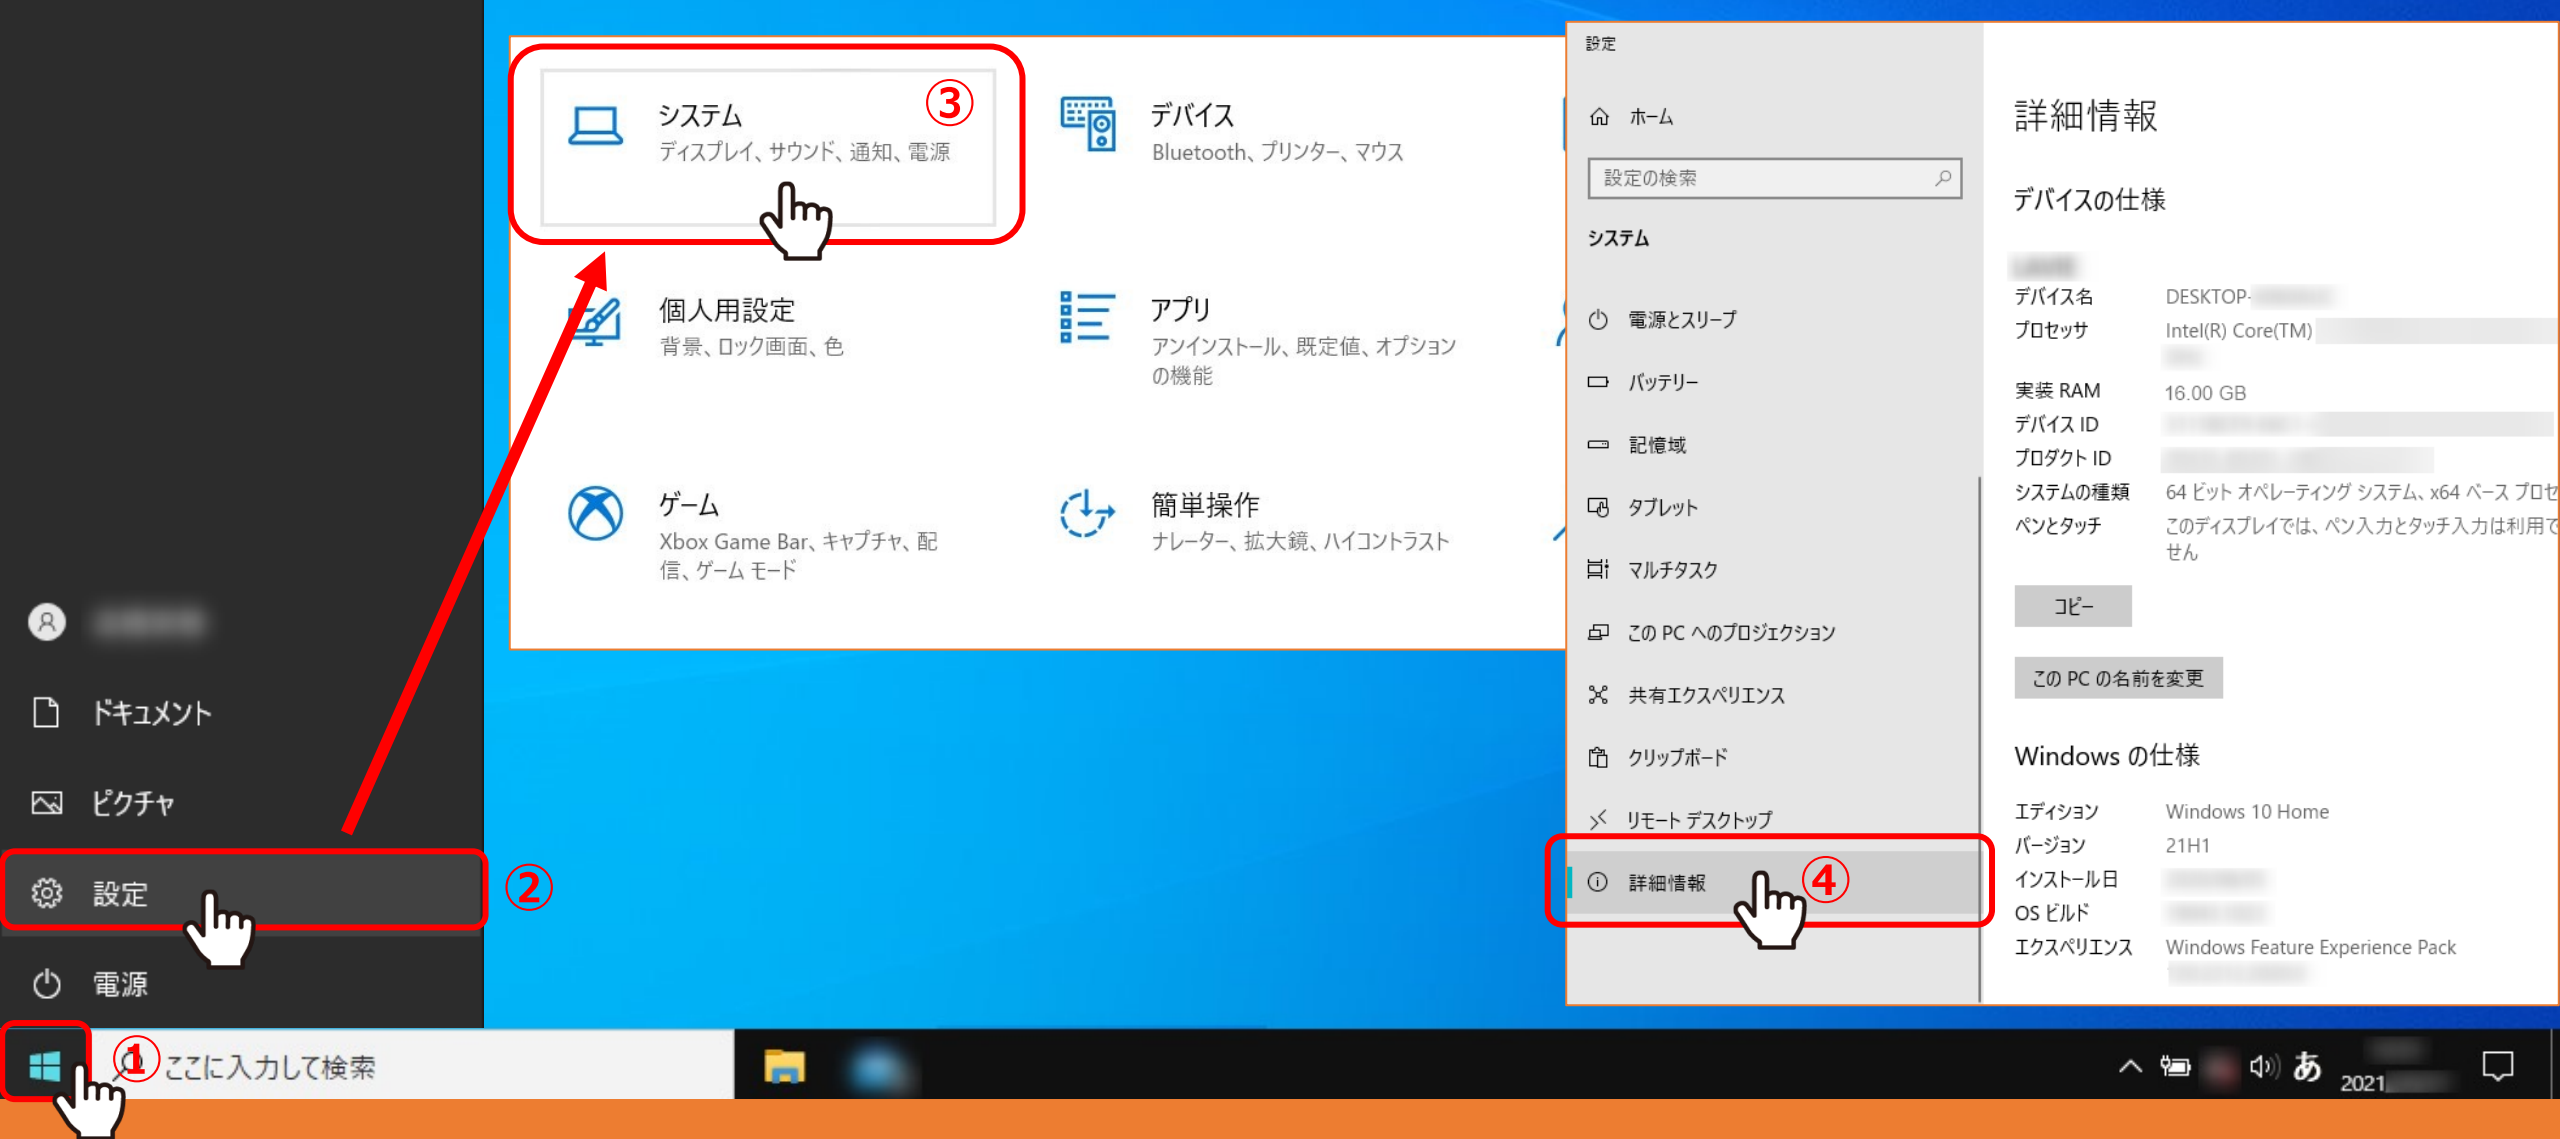 ドキュメント
ピクチャ
設定
②
電源
①
ここに入力して検索
システム
③
ディスプレイ、サウンド、通知、電源
デバイス
Bluetooth、プリンター、マウス
個人用設定
背景、ロック画面、色
アプリ
アンインストール、既定値、オプション
の機能
ゲーム
Xbox Game Bar、キャプチャ、配
信、ゲーム モード
簡単操作
ナレーター、拡大鏡、ハイコントラスト
設定
ホーム
設定の検索
システム
電源とスリープ
バッテリー
記憶域
タブレット
マルチタスク
この PC へのプロジェクション
共有エクスペリエンス
クリップボード
リモート デスクトップ
詳細情報
④
詳細情報
デバイスの仕様
デバイス名 DESKTOP-
プロセッサ Intel(R) Core(TM)
実装 RAM 16.00 GB
デバイス ID
プロダクト ID
システムの種類 64 ビット オペレーティング システム、x64 ベース プロセ
ペンとタッチ このディスプレイでは、ペン入力とタッチ入力は利用で
せん
コピー
この PC の名前を変更
Windows の仕様
エディション Windows 10 Home
バージョン 21H1
インストール日
OS ビルド
エクスペリエンス Windows Feature Experience Pack
あ
2021